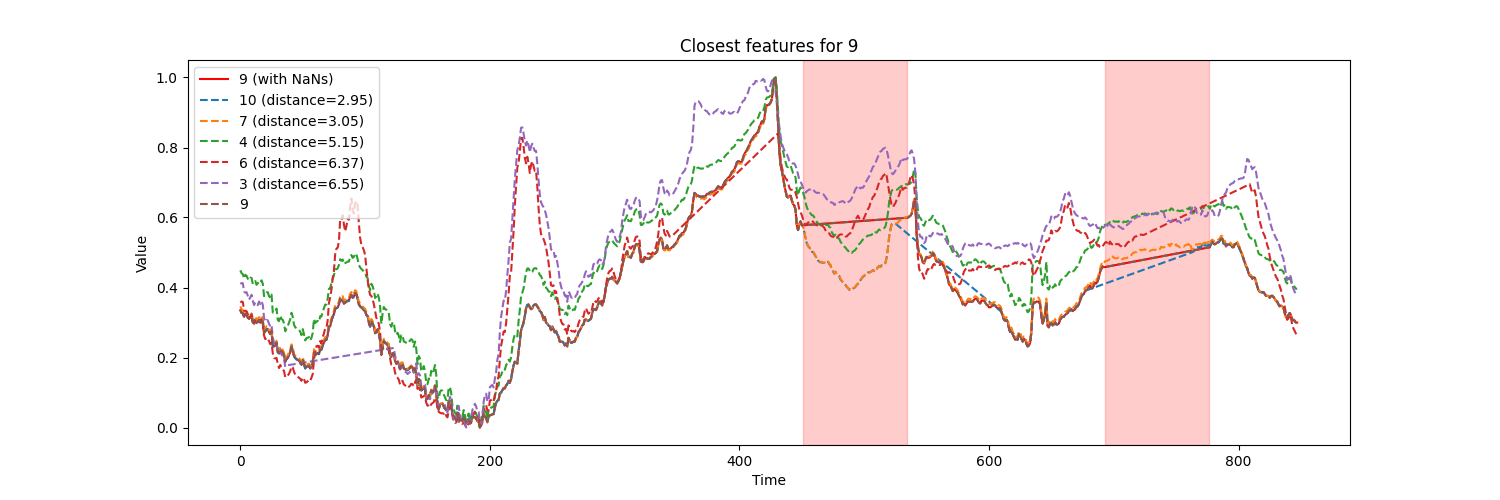 Closest features for 9
9 (with NaNs)
10 (distance=2.95)
7 (distance=3.05)
4 (distance=5.15)
6 (distance=6.37)
3 (distance=6.55)
9
Value
1.0
0.8
0.6
0.4
0.2
0.0
0 200 400 600 800
Time